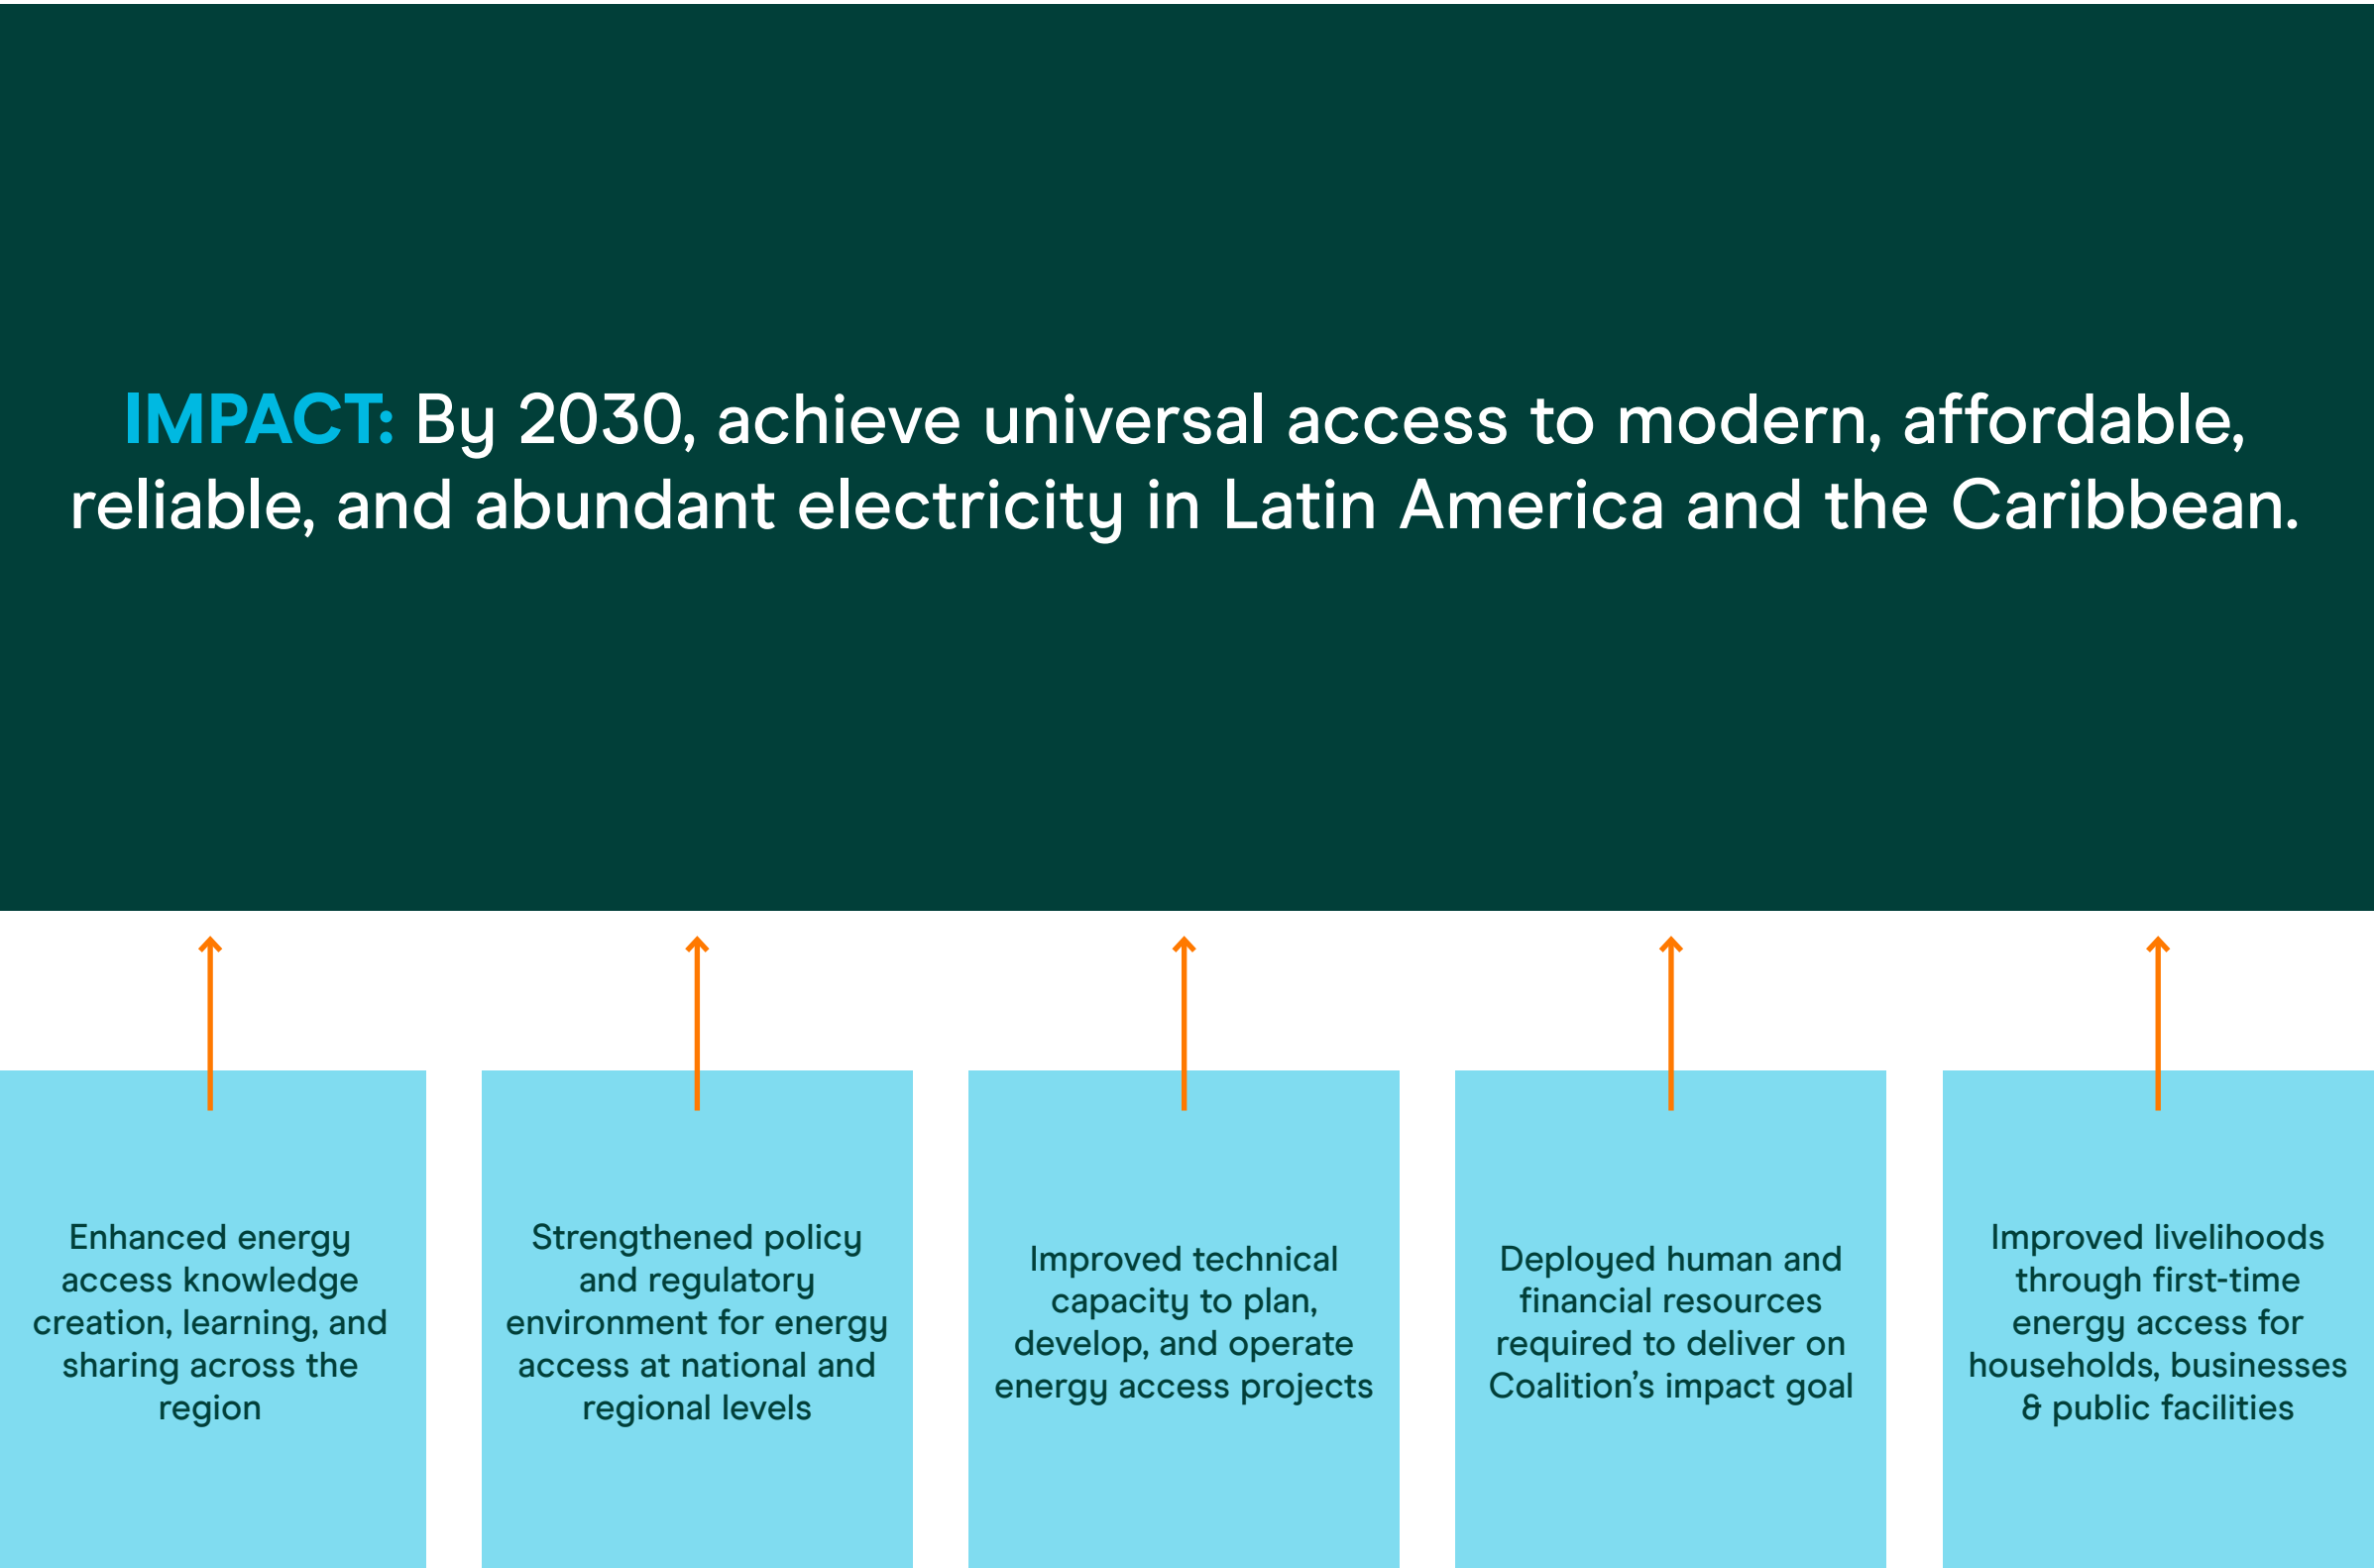 IMPACT: By 2030, achieve universal access to modern, affordable,
reliable, and abundant electricity in Latin America and the Caribbean.
Enhanced energy
access knowledge
creation, learning, and
sharing across the
region
Strengthened policy
and regulatory
environment for energy
access at national and
regional levels
Improved technical
capacity to plan,
develop, and operate
energy access projects
Deployed human and
financial resources
required to deliver on
Coalition’s impact goal
Improved livelihoods
through first-time
energy access for
households, businesses
& public facilities